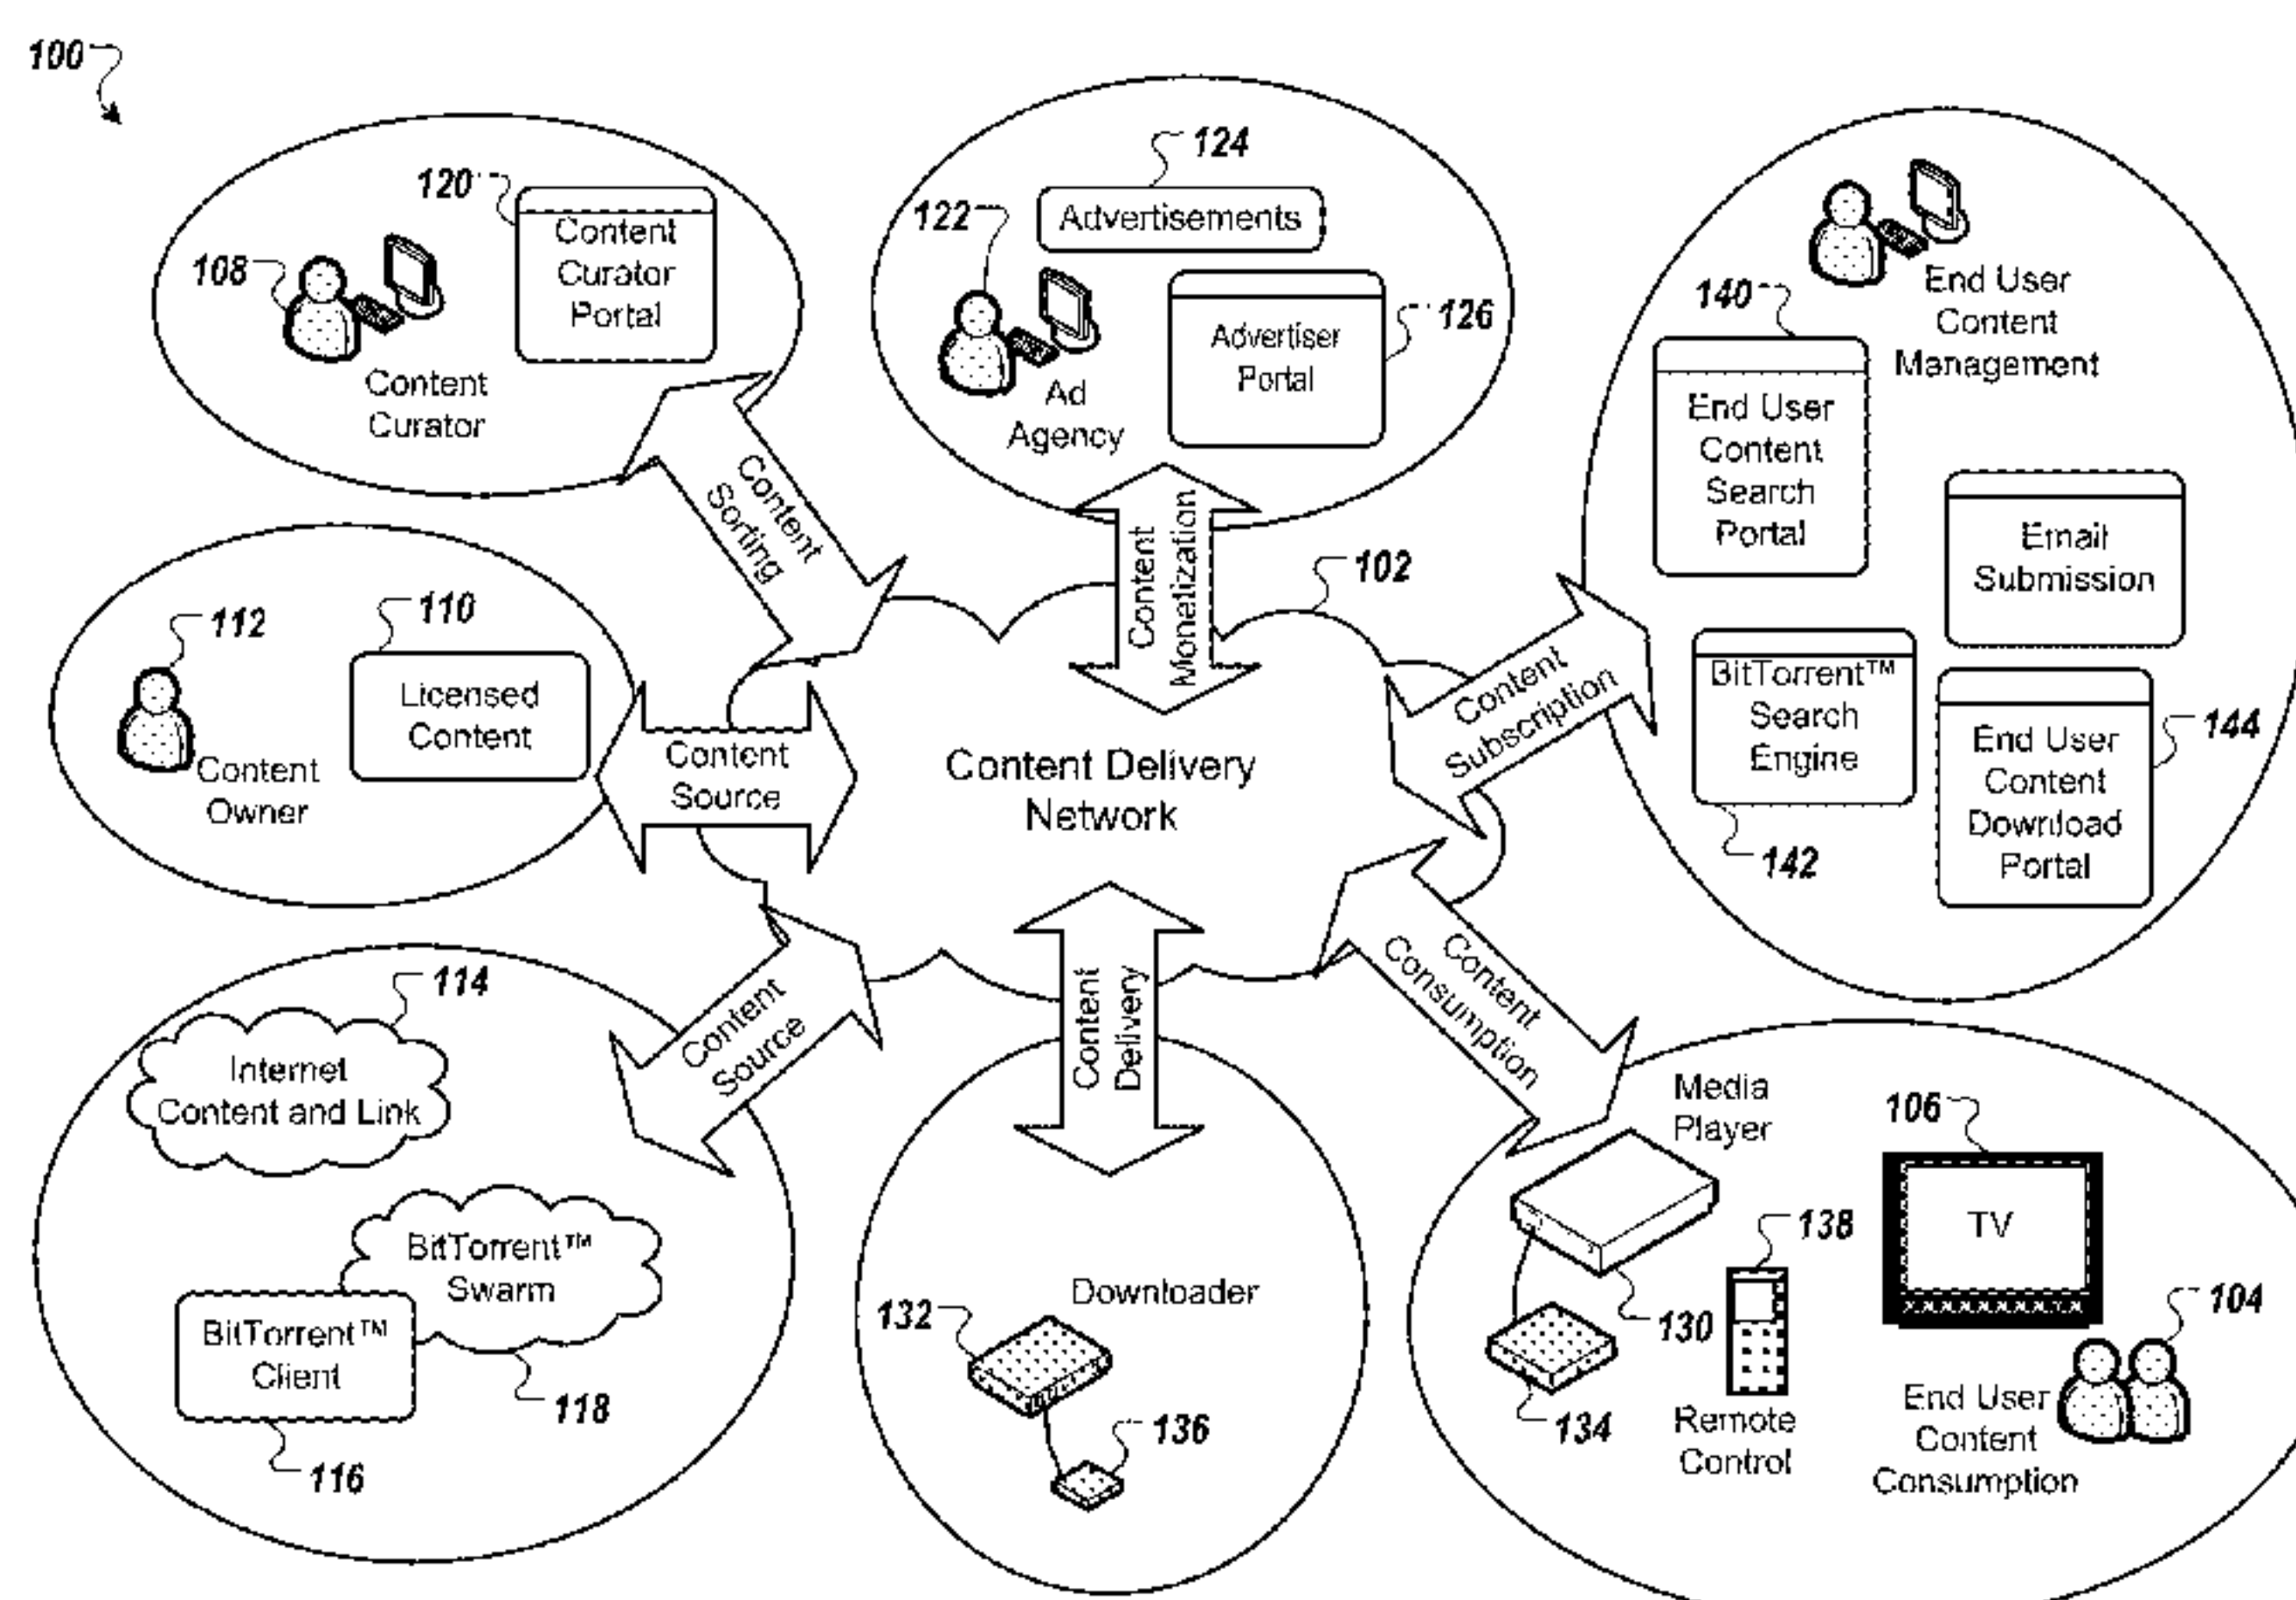 100
120
Content
Curator
Portal
108
Content
Curator
124
Advertisements
122
Advertiser
Portal
126
Ad
Agency
End User
Content
Management
140
End User
Content
Search
Portal
Email
Submission
BitTorrent™
Search
Engine
142
End User
Content
Download
Portal
144
Content
Sorting
Content
Monetization
102
Content
Subscription
112
110
Licensed
Content
Content
Owner
Content
Source
Content Delivery
Network
114
Internet
Content and Link
Content
Source
BitTorrent™
Swarm
BitTorrent™
Client
118
116
Content
Delivery
Downloader
132
136
Content
Consumption
Media
Player
106
TV
138
130
134
Remote
Control
104
End User
Content
Consumption